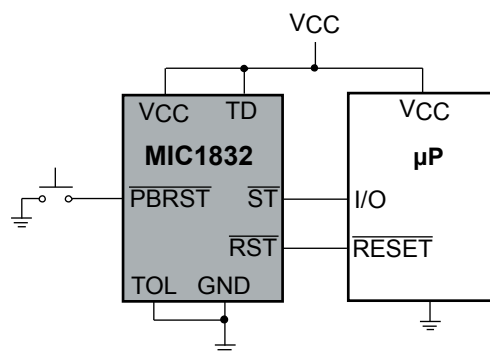 VCC
VCC TD
VCC
MIC1832
µP
PBRST
ST
I/O
RST
RESET
TOL GND